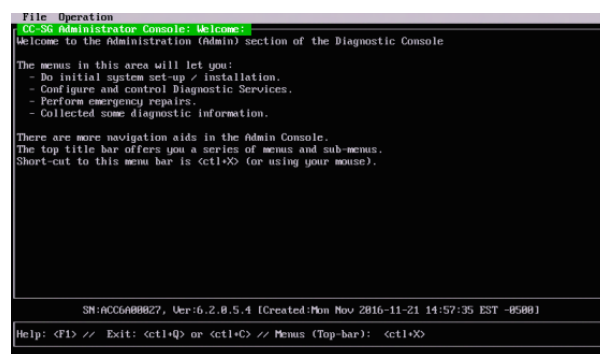 File Operation
CC-SG Administrator Console: Welcome:
Welcome to the Administration (Admin) section of the Diagnostic Console
The menus in this area will let you:
- Do initial system set-up / installation.
- Configure and control Diagnostic Services.
- Perform emergency repairs.
- Collected some diagnostic information.
There are more navigation aids in the Admin Console.
The top title bar offers you a series of menus and sub-menus.
Short-cut to this menu bar is <ctl+X> (or using your mouse).
SN:ACC6A00027, Ver:6.2.0.5.4 [Created:Mon Nov 2016-11-21 14:57:35 EST -0500]
Help: <F1> // Exit: <ctl+Q> or <ctl+C> // Menus (Top-bar): <ctl+X>